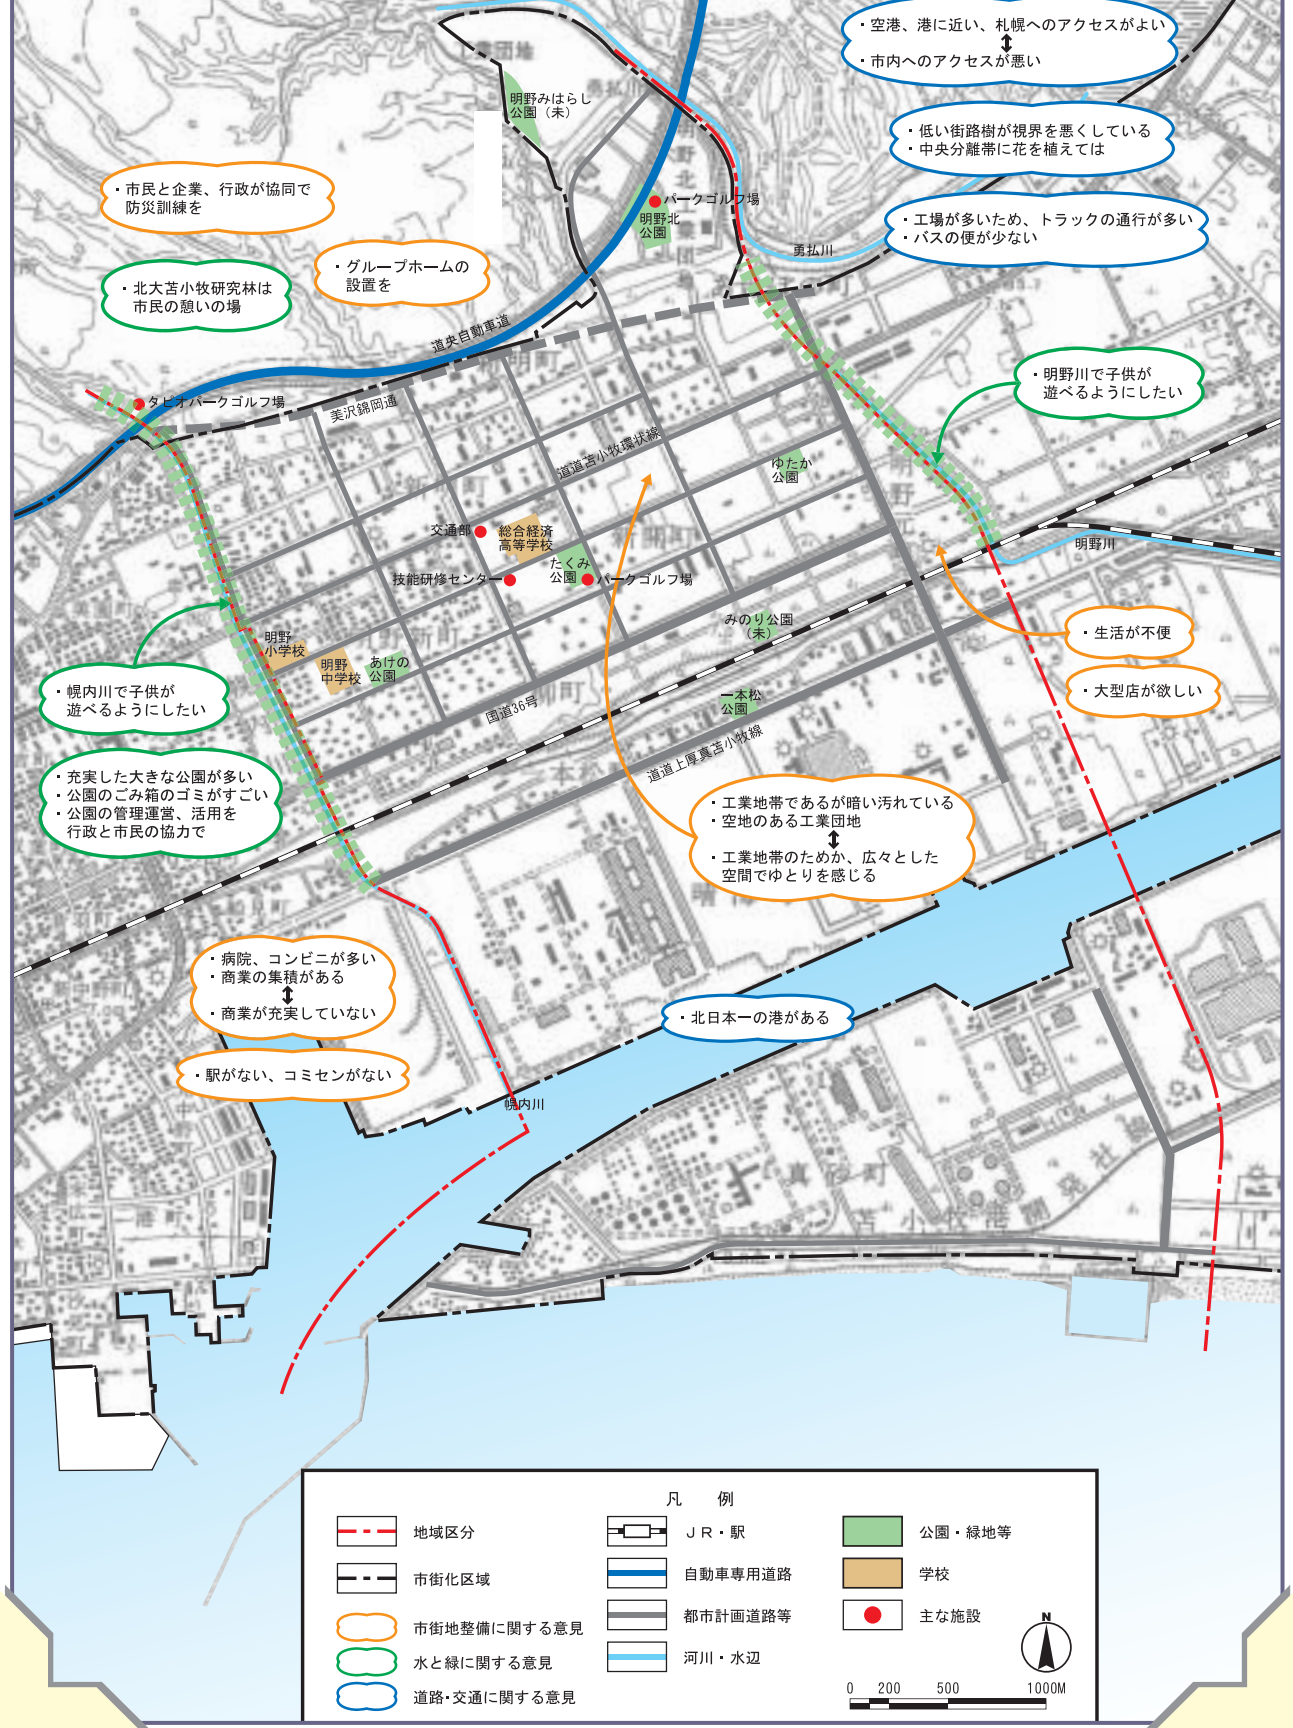 ・空港、港に近い、札幌へのアクセスがよい
・市内へのアクセスが悪い
明野みはらし
公園（未）
・低い街路樹が視界を悪くしている
・中央分離帯に花を植えては
・市民と企業、行政が協同で
防災訓練を
パークゴルフ場
明野北
公園
・工場が多いため、トラックの通行が多い
・バスの便が少ない
勇払川
・グループホームの
設置を
・北大苫小牧研究林は
市民の憩いの場
道央自動車道
・明野川で子供が
遊べるようにしたい
タピオパークゴルフ場
美沢錦岡通
道道苫小牧環状線
ゆたか
公園
交通部
総合経済
高等学校
明野川
たくみ
公園
技能研修センター
パークゴルフ場
みのり公園
（未）
・生活が不便
明野
小学校
明野
中学校
あけの
公園
・大型店が欲しい
・幌内川で子供が
遊べるようにしたい
国道36号
一本松
公園
道道上厚真苫小牧線
・充実した大きな公園が多い
・公園のごみ箱のゴミがすごい
・公園の管理運営、活用を
行政と市民の協力で
・工業地帯であるが暗い汚れている
・空地のある工業団地
・工業地帯のためか、広々とした
空間でゆとりを感じる
・病院、コンビニが多い
・商業の集積がある
・商業が充実していない
・北日本一の港がある
・駅がない、コミセンがない
幌内川
真砂町
港町
苫小牧港開発社線
凡　例
地域区分
市街化区域
市街地整備に関する意見
水と緑に関する意見
道路・交通に関する意見
ＪＲ・駅
自動車専用道路
都市計画道路等
河川・水辺
公園・緑地等
学校
主な施設
N
0 200 500 1000M